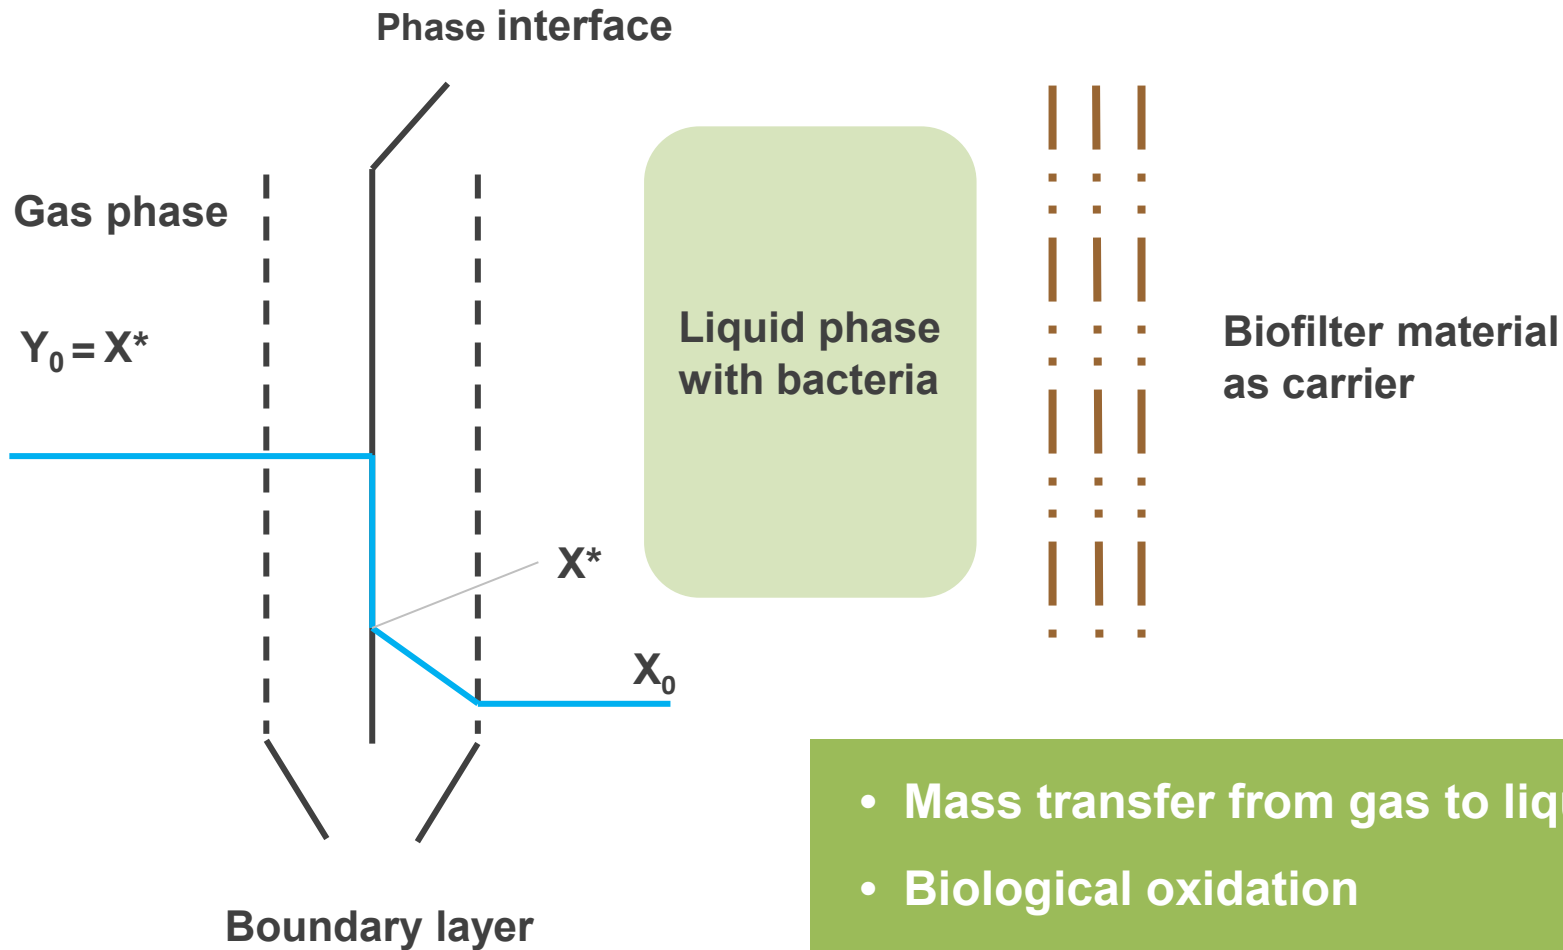 Phase interface
Gas phase
Y₀ = X*
Liquid phase
with bacteria
Biofilter material
as carrier
X*
X₀
• Mass transfer from gas to
• Biological oxidation
Boundary layer